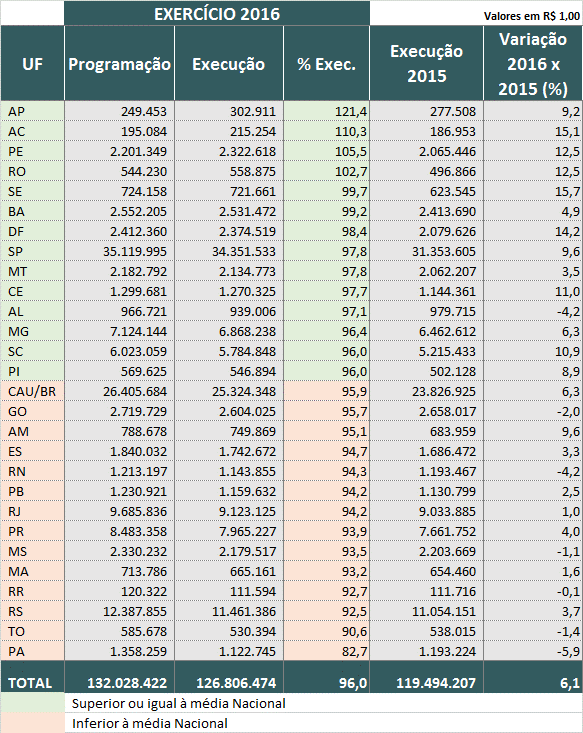 EXERCÍCIO 2016 Valores em R$ 1,00
UF Programação Execução % Exec. Execução 2015 Variação 2016 x 2015 (%)
AP 249.453 302.911 121,4 277.508 9,2
AC 195.084 215.254 110,3 186.953 15,1
PE 2.201.349 2.322.618 105,5 2.065.446 12,5
RO 544.230 558.875 102,7 496.866 12,5
SE 724.158 721.661 99,7 623.545 15,7
BA 2.552.205 2.531.472 99,2 2.413.690 4,9
DF 2.412.360 2.374.519 98,4 2.079.626 14,2
SP 35.119.995 34.351.533 97,8 31.353.605 9,6
MT 2.182.792 2.134.773 97,8 2.062.207 3,5
CE 1.299.681 1.270.325 97,7 1.144.361 11,0
AL 966.721 939.006 97,1 979.715 -4,2
MG 7.124.144 6.868.238 96,4 6.462.612 6,3
SC 6.023.059 5.784.848 96,0 5.215.433 10,9
PI 569.625 546.894 96,0 502.128 8,9
CAU/BR 26.405.684 25.324.348 95,9 23.826.925 6,3
GO 2.719.729 2.604.025 95,7 2.658.017 -2,0
AM 788.678 749.869 95,1 683.959 9,6
ES 1.840.032 1.742.672 94,7 1.686.472 3,3
RN 1.213.197 1.143.855 94,3 1.193.467 -4,2
PB 1.230.921 1.159.632 94,2 1.130.799 2,5
RJ 9.685.836 9.123.125 94,2 9.033.885 1,0
PR 8.483.358 7.965.227 93,9 7.661.752 4,0
MS 2.330.232 2.179.517 93,5 2.203.669 -1,1
MA 713.786 665.161 93,2 654.460 1,6
RR 120.322 111.594 92,7 111.716 -0,1
RS 12.387.855 11.461.386 92,5 11.054.151 3,7
TO 585.678 530.394 90,6 538.015 -1,4
PA 1.358.259 1.122.745 82,7 1.193.224 -5,9
TOTAL 132.028.422 126.806.474 96,0 119.494.207 6,1
Superior ou igual à média Nacional
Inferior à média Nacional